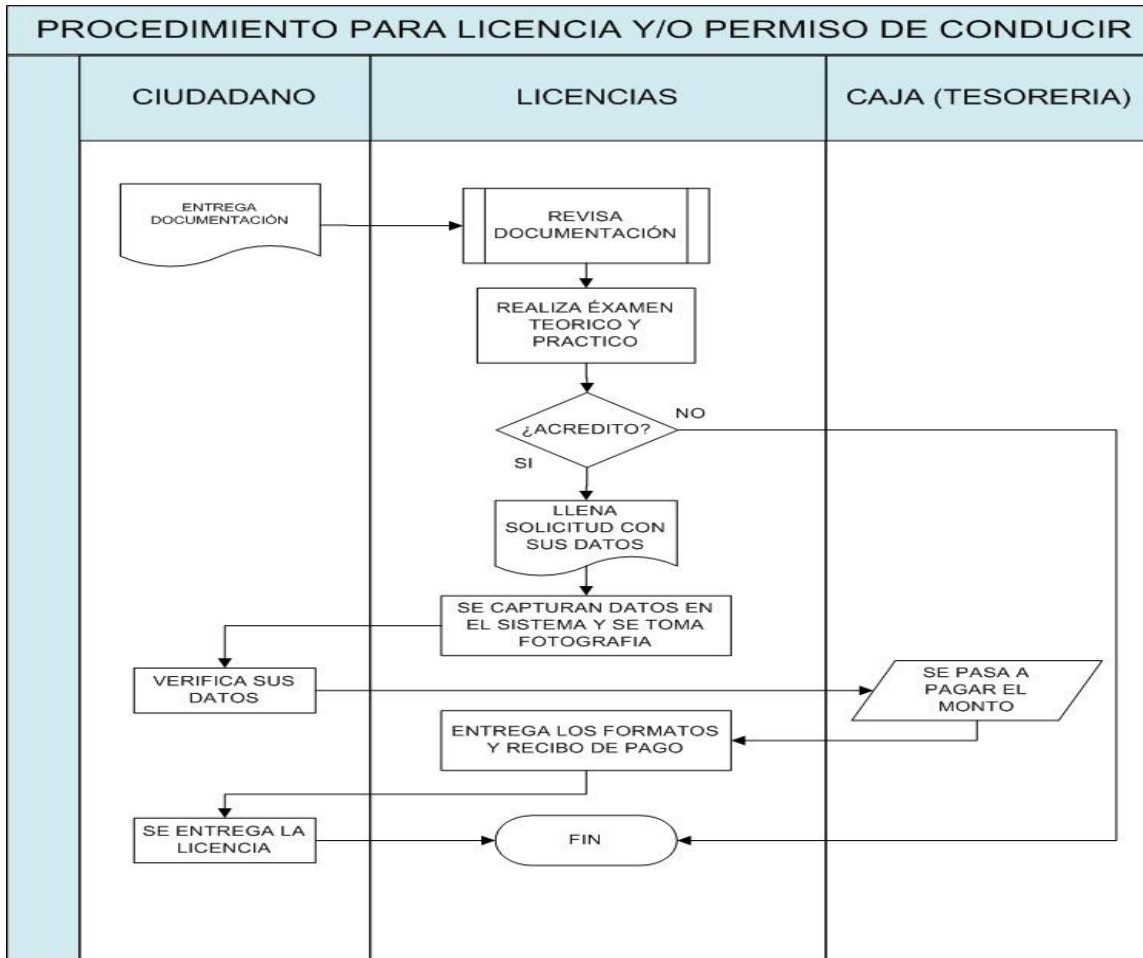 PROCEDIMIENTO PARA LICENCIA Y/O PERMISO DE CONDUCIR
CIUDADANO
LICENCIAS
CAJA (TESORERIA)
ENTREGA
DOCUMENTACIÓN
REVISA
DOCUMENTACIÓN
REALIZA ÉXAMEN
TEORICO Y
PRACTICO
¿ACREDITO?
NO
SI
LLENA
SOLICITUD CON
SUS DATOS
SE CAPTURAN DATOS EN
EL SISTEMA Y SE TOMA
FOTOGRAFIA
VERIFICA SUS
DATOS
SE PASA A
PAGAR EL
MONTO
ENTREGA LOS FORMATOS
Y RECIBO DE PAGO
SE ENTREGA LA
LICENCIA
FIN